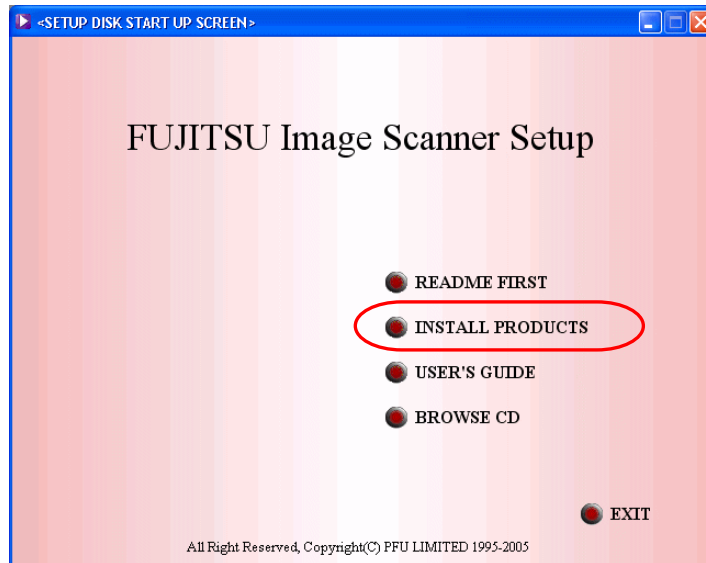 <SETUP DISK START UP SCREEN>
FUJITSU Image Scanner Setup
README FIRST
INSTALL PRODUCTS
USER'S GUIDE
BROWSE CD
EXIT
All Right Reserved, Copyright(C) PFU LIMITED 1995-2005